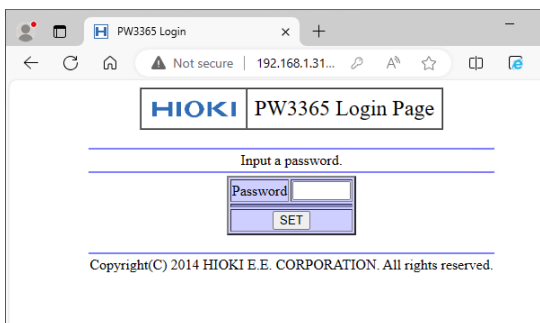 PW3365 Login
Not secure
192.168.1.31...
HIOKI
PW3365 Login Page
Input a password.
Password
SET
Copyright(C) 2014 HIOKI E.E. CORPORATION. All rights reserved.